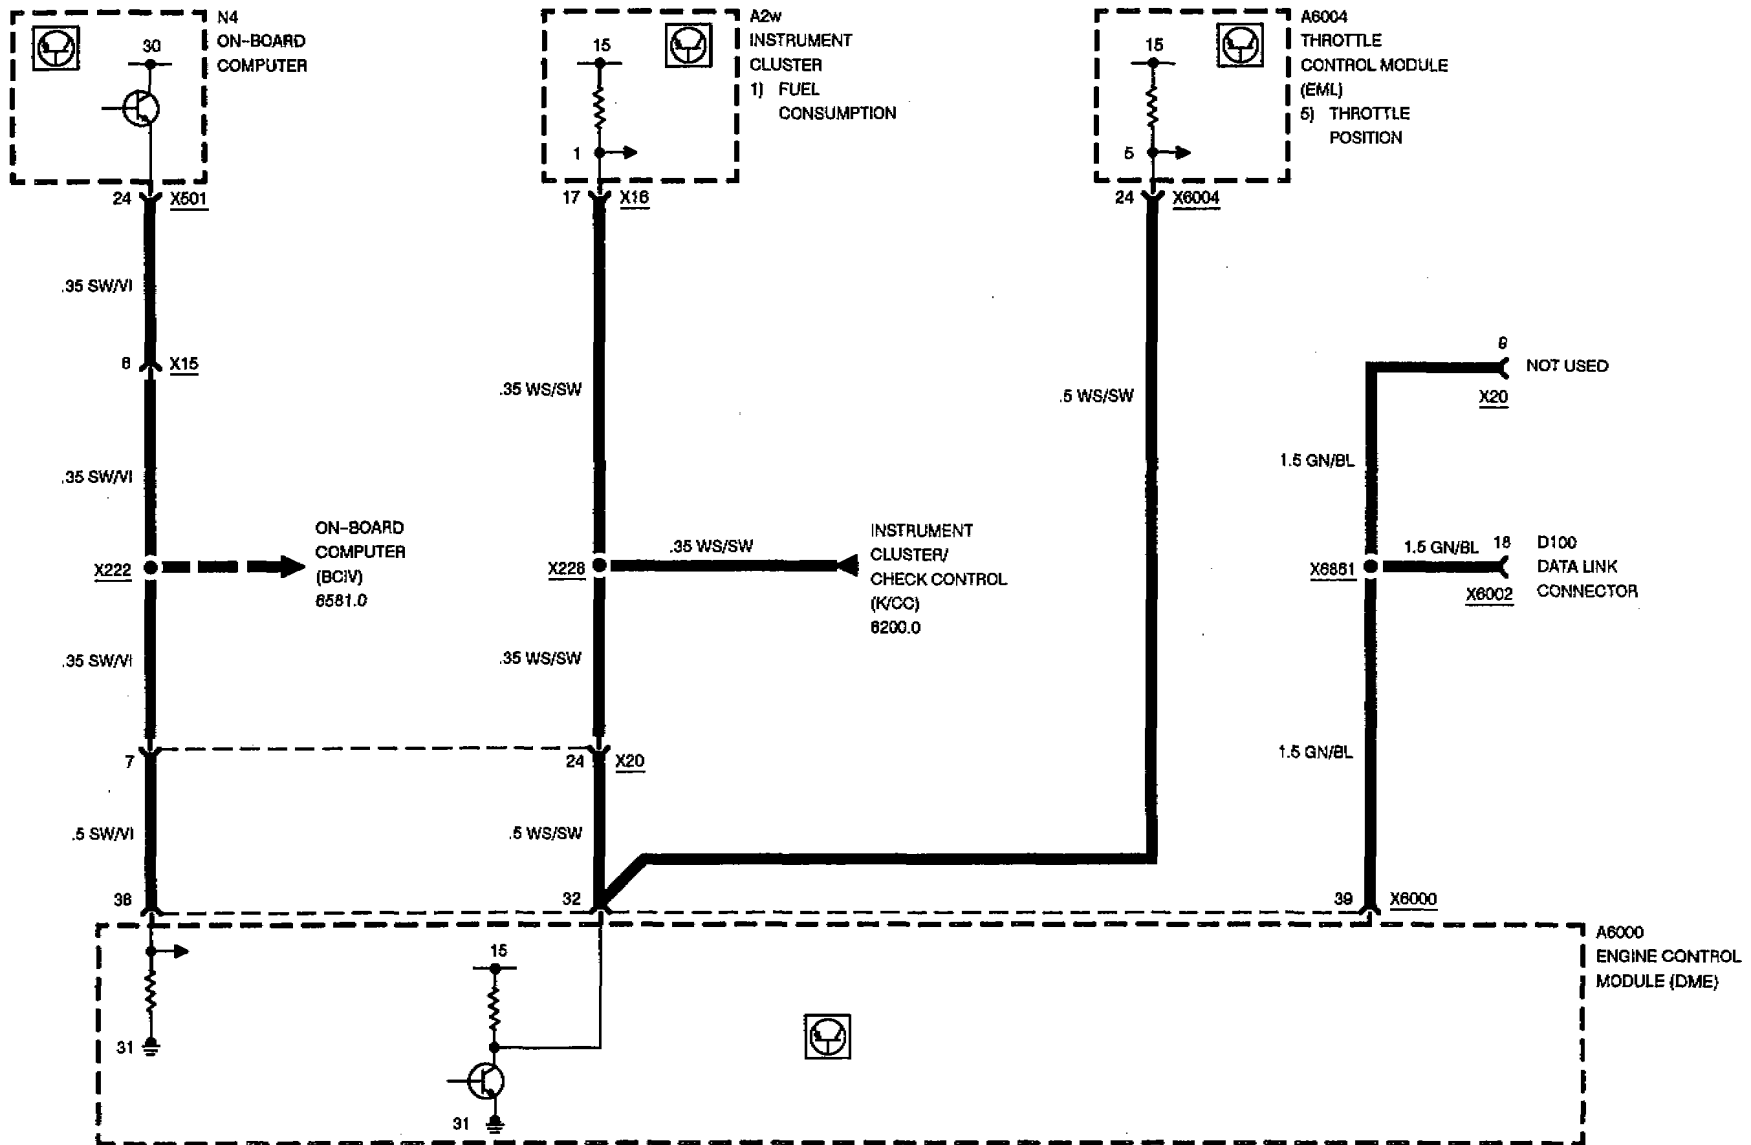 N4
ON-BOARD
COMPUTER
30
24 X501
.35 SW/VI
8 X15
.35 SW/VI
X222
ON-BOARD
COMPUTER
(BCIV)
6581.0
.35 SW/VI
7
.5 SW/VI
38
31
A2w
INSTRUMENT
CLUSTER
1) FUEL
CONSUMPTION
15
1
17 X16
.35 WS/SW
X228
.35 WS/SW
INSTRUMENT
CLUSTER/
CHECK CONTROL
(K/CC)
6200.0
.35 WS/SW
24 X20
.5 WS/SW
32
15
31
A6004
THROTTLE
CONTROL MODULE
(EML)
5) THROTTLE
POSITION
15
5
24 X6004
.5 WS/SW
9
NOT USED
X20
1.5 GN/BL
X6861
1.5 GN/BL 18
X6002
D100
DATA LINK
CONNECTOR
1.5 GN/BL
39 X6000
A6000
ENGINE CONTROL
MODULE (DME)